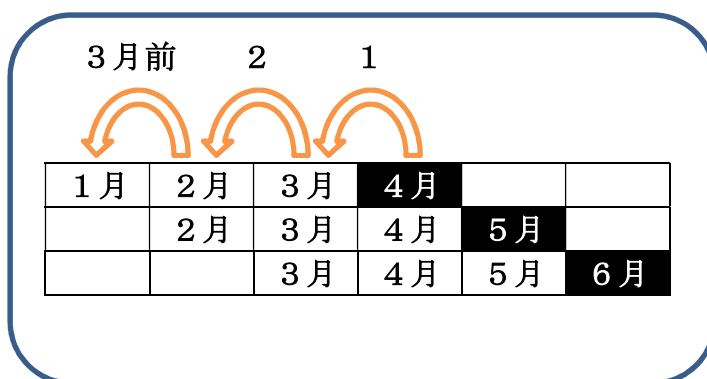 ３月前　２　１
１月 ２月 ３月 ４月
２月 ３月 ４月 ５月
３月 ４月 ５月 ６月